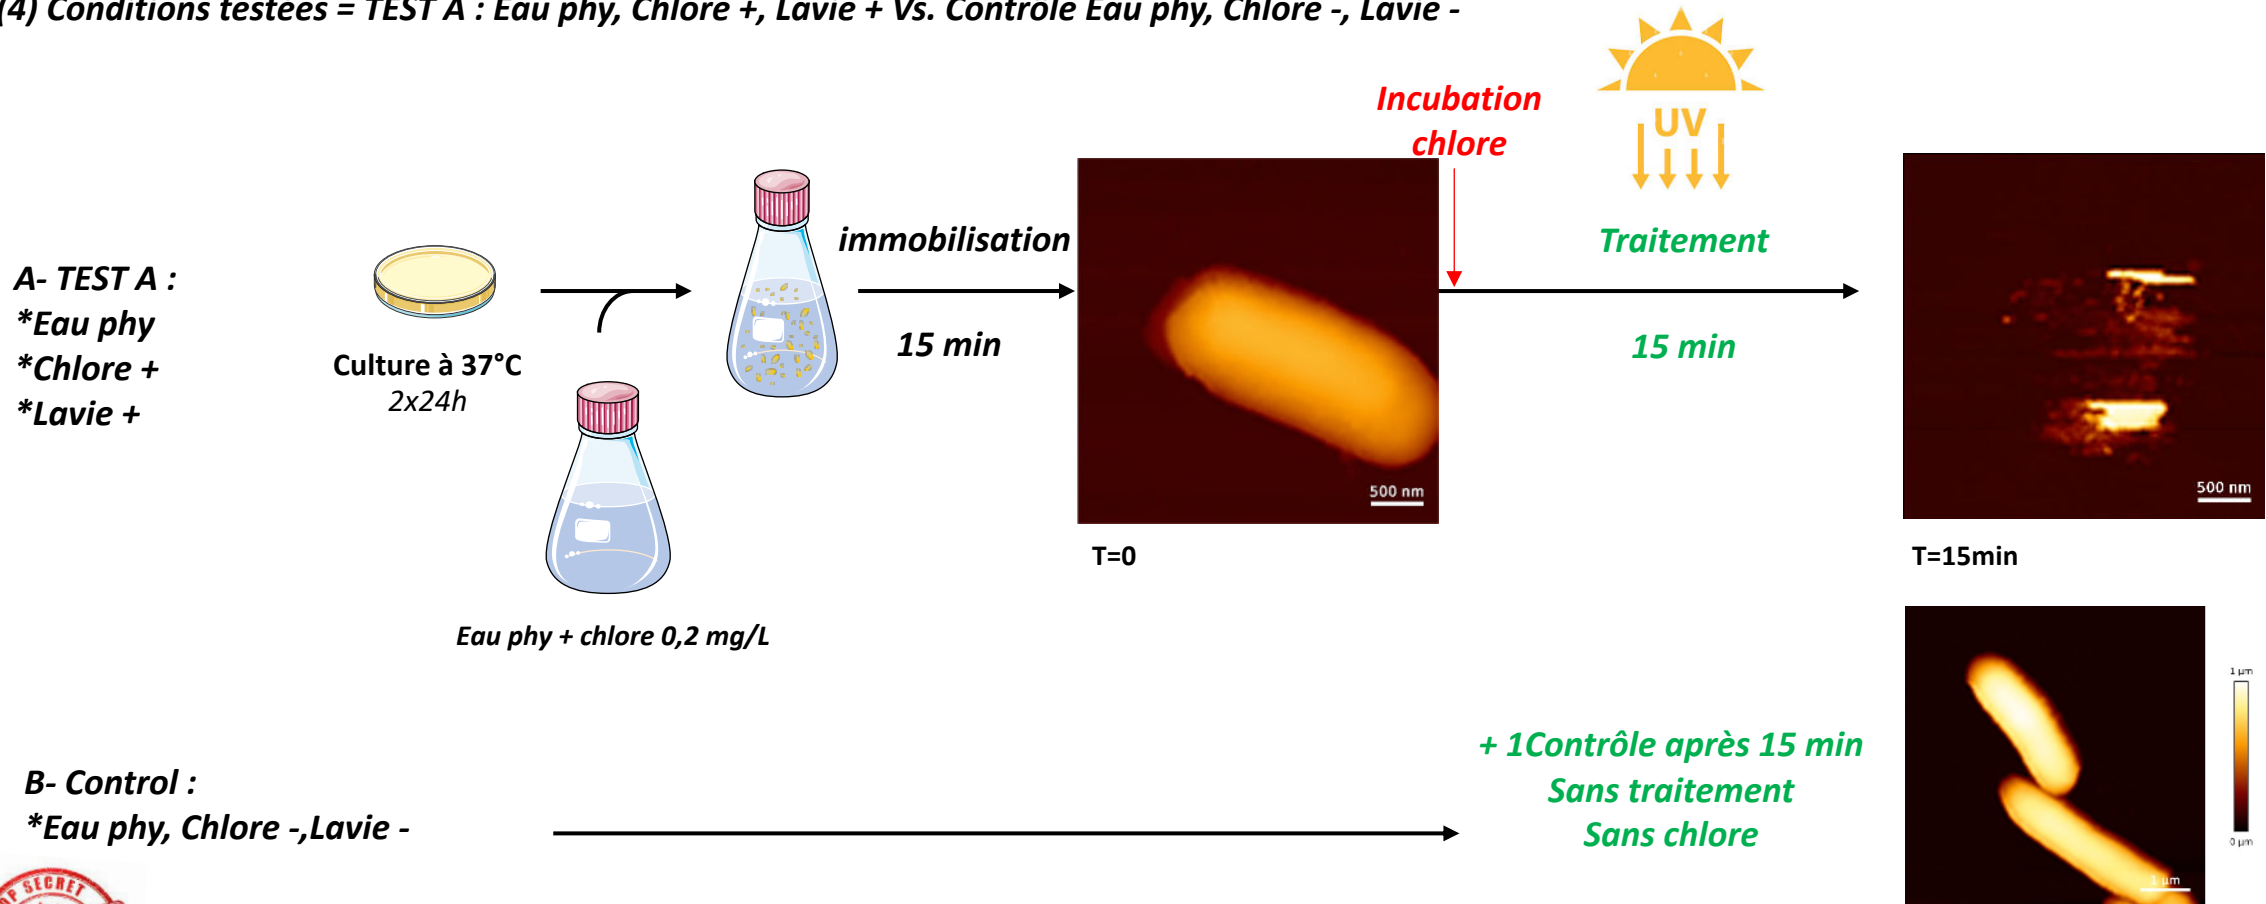 (4) Conditions testées = TEST A : Eau phy, Chlore +, Lavie + Vs. Contrôle Eau phy, Chlore -, Lavie -
Incubation
chlore
UV
A- TEST A :
*Eau phy
*Chlore +
*Lavie +
Culture à 37°C
2x24h
immobilisation
15 min
Traitement
15 min
500 nm
500 nm
T=0
T=15min
Eau phy + chlore 0,2 mg/L
B- Control :
*Eau phy, Chlore -,Lavie -
+ 1Contrôle après 15 min
Sans traitement
Sans chlore
1 µm
0 µm
1 µm
SECRET